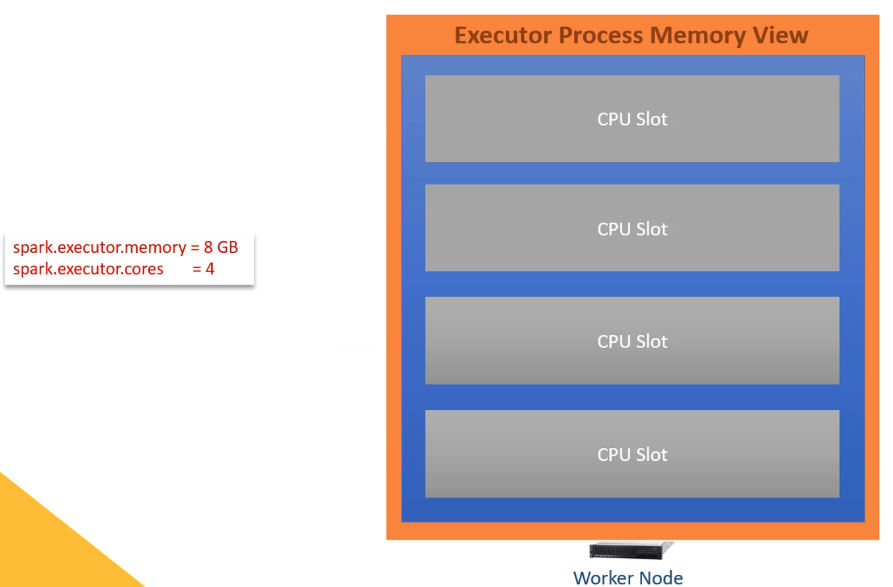 Executor Process Memory View
CPU Slot
CPU Slot
spark.executor.memory = 8 GB
spark.executor.cores = 4
CPU Slot
CPU Slot
Worker Node